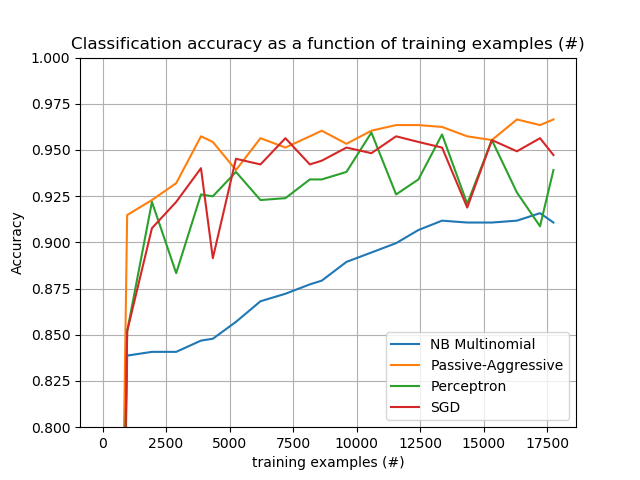 Classification accuracy as a function of training examples (#)
1.000
0.975
0.950
0.925
0.900
0.875
0.850
0.825
0.800
Accuracy
NB Multinomial
Passive-Aggressive
Perceptron
SGD
0 2500 5000 7500 10000 12500 15000 17500
training examples (#)